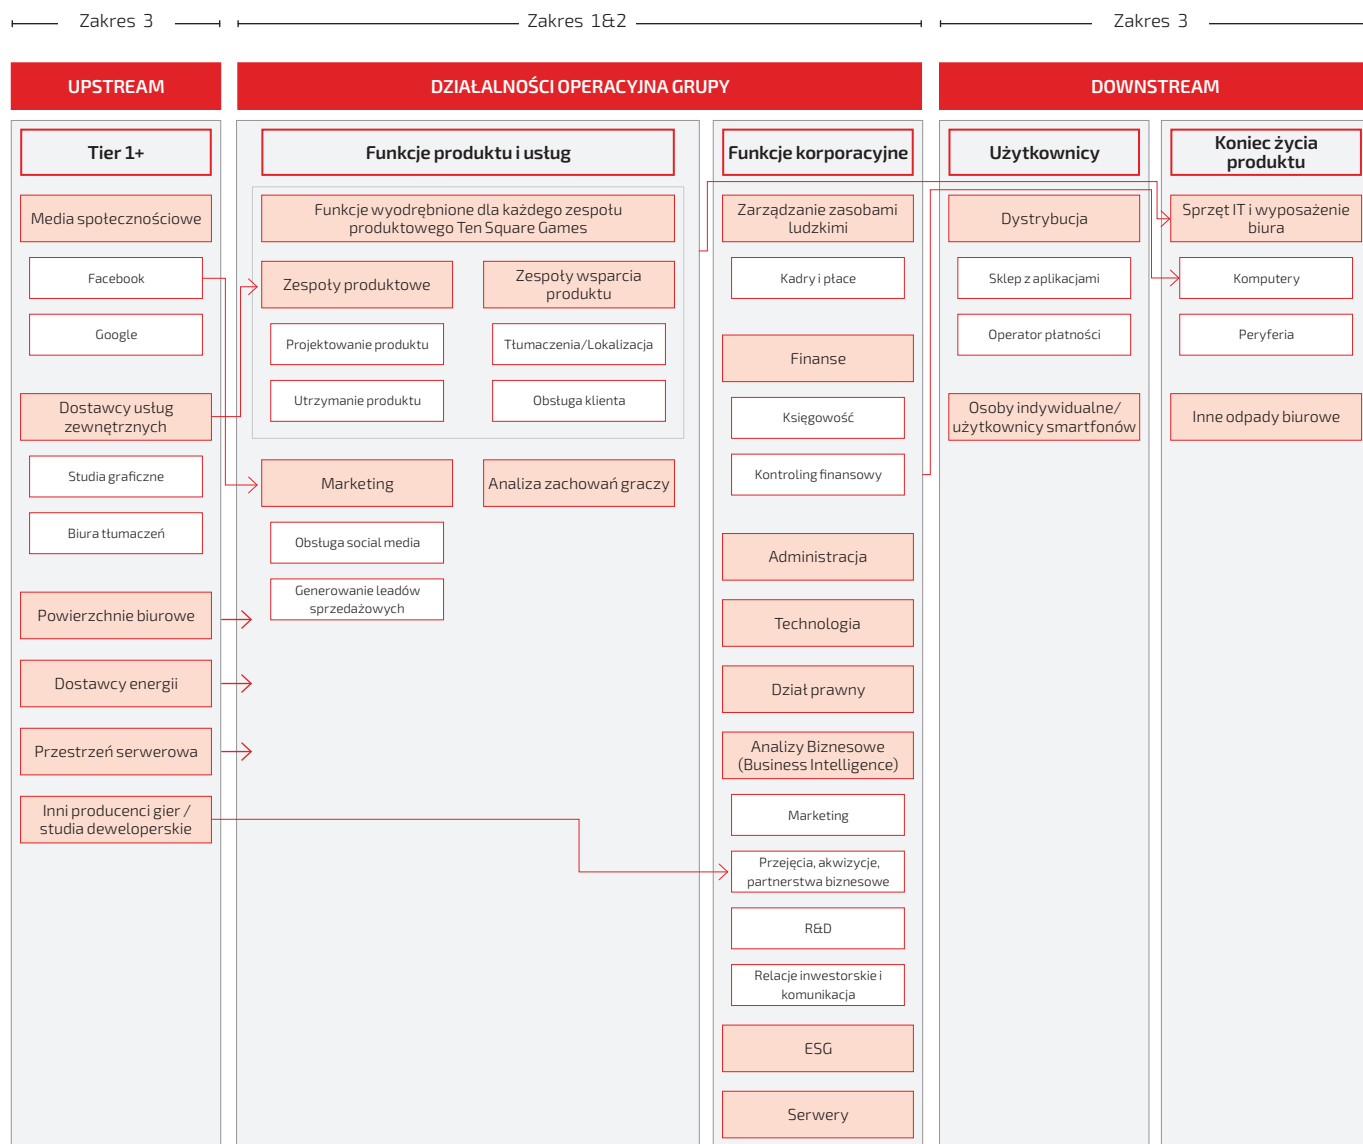 Zakres 3
Zakres 1&2
Zakres 3
UPSTREAM
DZIAŁALNOŚCI OPERACYJNA GRUPY
DOWNSTREAM
Tier 1+
Media społecznościowe
Facebook
Google
Dostawcy usług
zewnętrznych
Studia graficzne
Biura tłumaczeń
Powierzchnie biurowe
Dostawcy energii
Przestrzeń serwerowa
Inni producenci gier /
studia deweloperskie
Funkcje produktu i usług
Funkcje wyodrębnione dla każdego zespołu
produktowego Ten Square Games
Zespoły produktowe
Projektowanie produktu
Utrzymanie produktu
Zespoły wsparcia
produktu
Tłumaczenia/Lokalizacja
Obsługa klienta
Marketing
Obsługa social media
Generowanie leadów
sprzedażowych
Analiza zachowań graczy
Funkcje korporacyjne
Zarządzanie zasobami
ludzkimi
Kadry i płace
Finanse
Księgowość
Kontroling finansowy
Administracja
Technologia
Dział prawny
Analizy Biznesowe
(Business Intelligence)
Marketing
Przejęcia, akwizycje,
partnerstwa biznesowe
R&D
Relacje inwestorskie i
komunikacja
ESG
Serwery
Użytkownicy
Dystrybucja
Sklep z aplikacjami
Operator płatności
Osoby indywidualne/
użytkownicy smartfonów
Koniec życia
produktu
Sprzęt IT i wyposażenie
biura
Komputery
Peryferia
Inne odpady biurowe